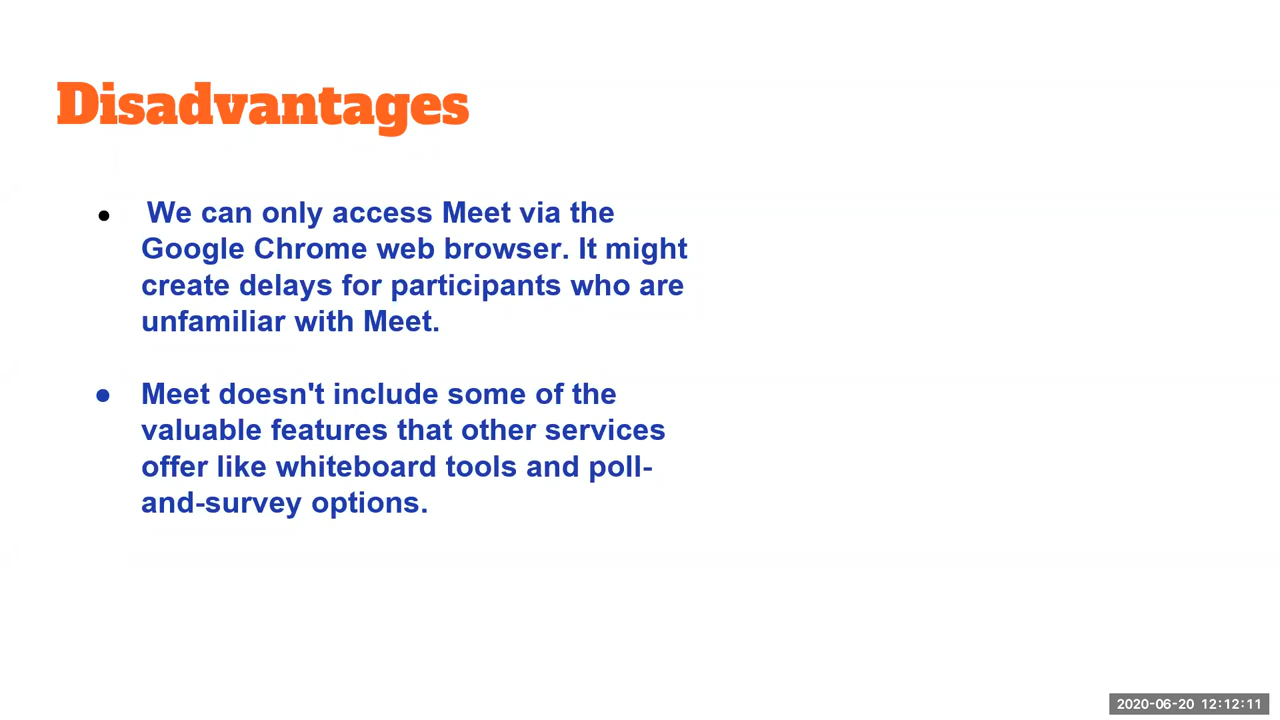 Disadvantages
● We can only access Meet via the
Google Chrome web browser. It might
create delays for participants who are
unfamiliar with Meet.
● Meet doesn't include some of the
valuable features that other services
offer like whiteboard tools and poll-
and-survey options.
2020-06-20 12:12:11